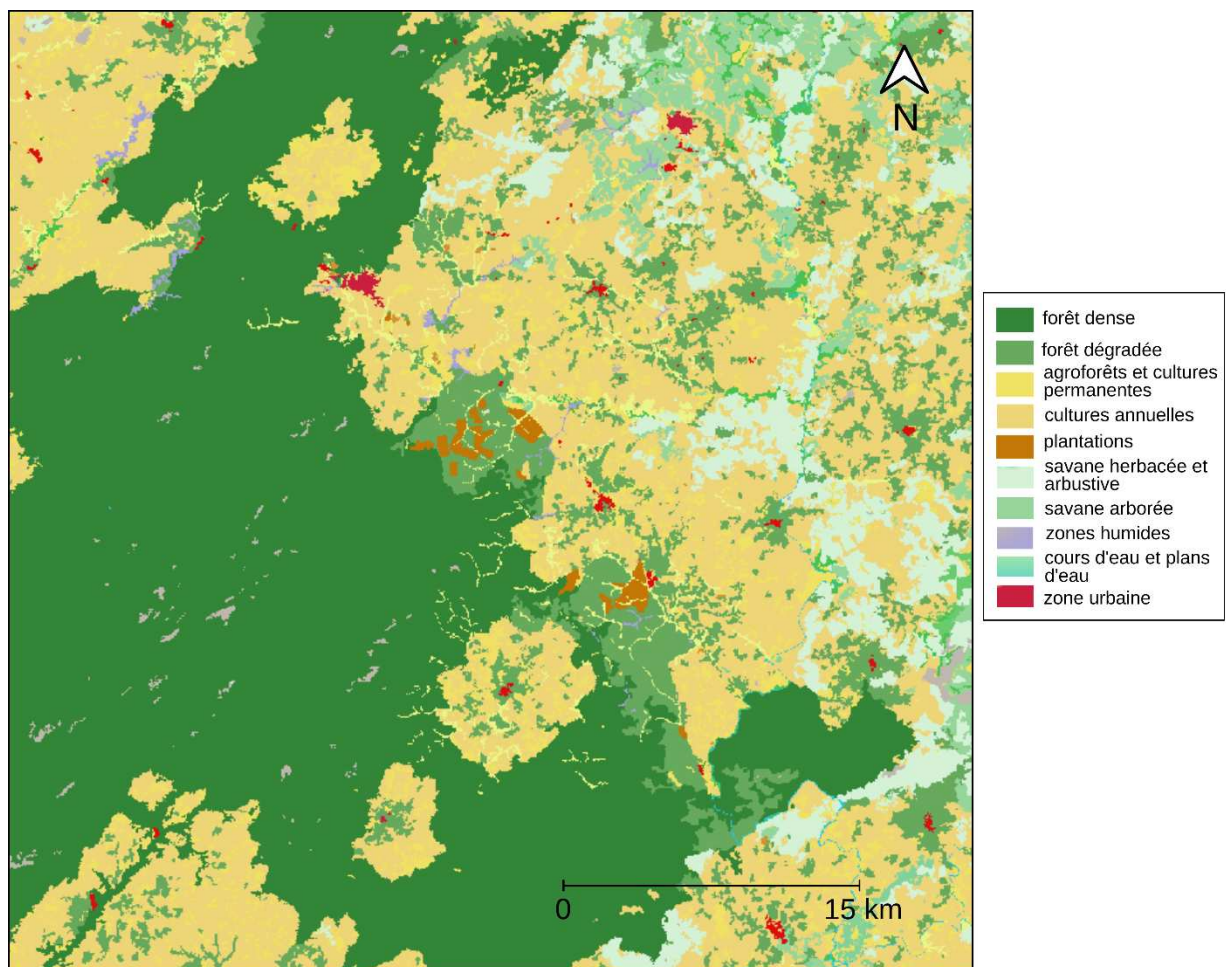 N
forêt dense
forêt dégradée
agroforêts et cultures
permanentes
cultures annuelles
plantations
savane herbacée et
arbustive
savane arborée
zones humides
cours d'eau et plans
d'eau
zone urbaine
0 15 km